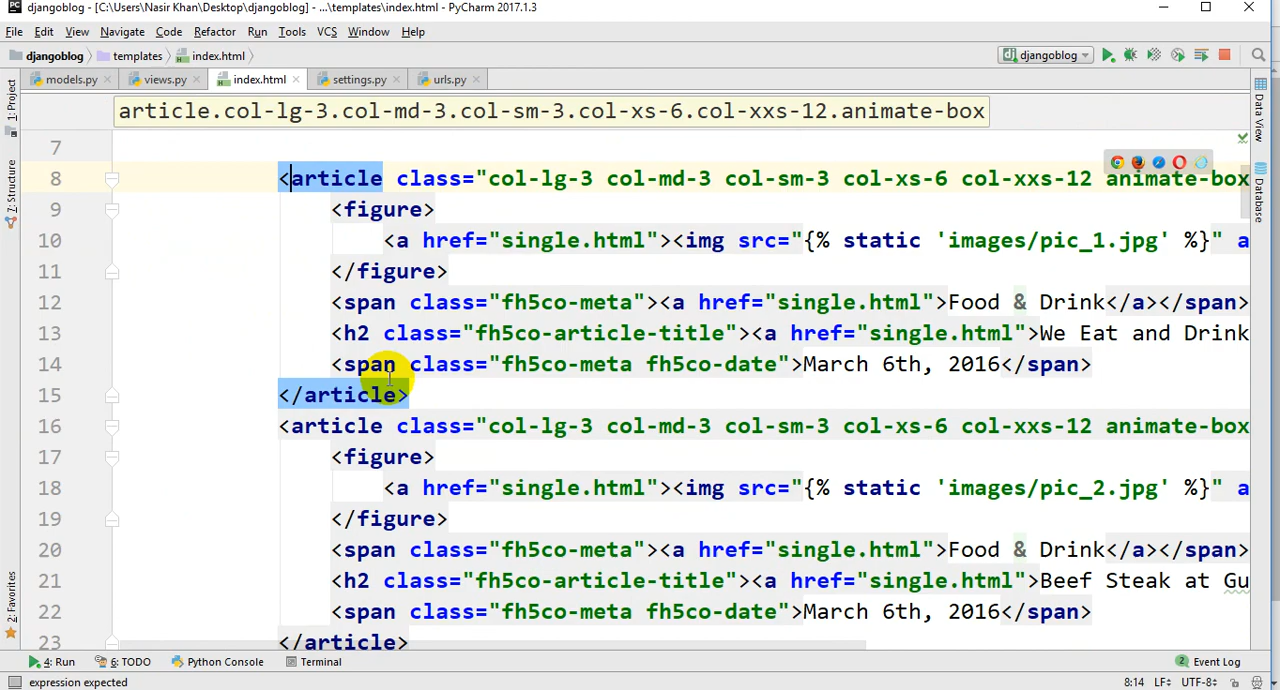 djangoblog - [C:\Users\Nasir Khan\Desktop\djangoblog] - ...\templates\index.html - PyCharm 2017.1.3
File Edit View Navigate Code Refactor Run Tools VCS Window Help
djangoblog templates index.html djangoblog
models.py views.py index.html settings.py urls.py
article.col-lg-3.col-md-3.col-sm-3.col-xs-6.col-xxs-12.animate-box
7
8 <article class="col-lg-3 col-md-3 col-sm-3 col-xs-6 col-xxs-12 animate-box
9 <figure>
10 <a href="single.html"><img src="{% static 'images/pic_1.jpg' %}" a
11 </figure>
12 <span class="fh5co-meta"><a href="single.html">Food & Drink</a></span>
13 <h2 class="fh5co-article-title"><a href="single.html">We Eat and Drink
14 <span class="fh5co-meta fh5co-date">March 6th, 2016</span>
15 </article>
16 <article class="col-lg-3 col-md-3 col-sm-3 col-xs-6 col-xxs-12 animate-box
17 <figure>
18 <a href="single.html"><img src="{% static 'images/pic_2.jpg' %}" a
19 </figure>
20 <span class="fh5co-meta"><a href="single.html">Food & Drink</a></span>
21 <h2 class="fh5co-article-title"><a href="single.html">Beef Steak at Gu
22 <span class="fh5co-meta fh5co-date">March 6th, 2016</span>
23 </article>
1: Project
7: Structure
2: Favorites
Data View
Database
4: Run 6: TODO Python Console Terminal 2 Event Log
expression expected 8:14 LF÷ UTF-8÷